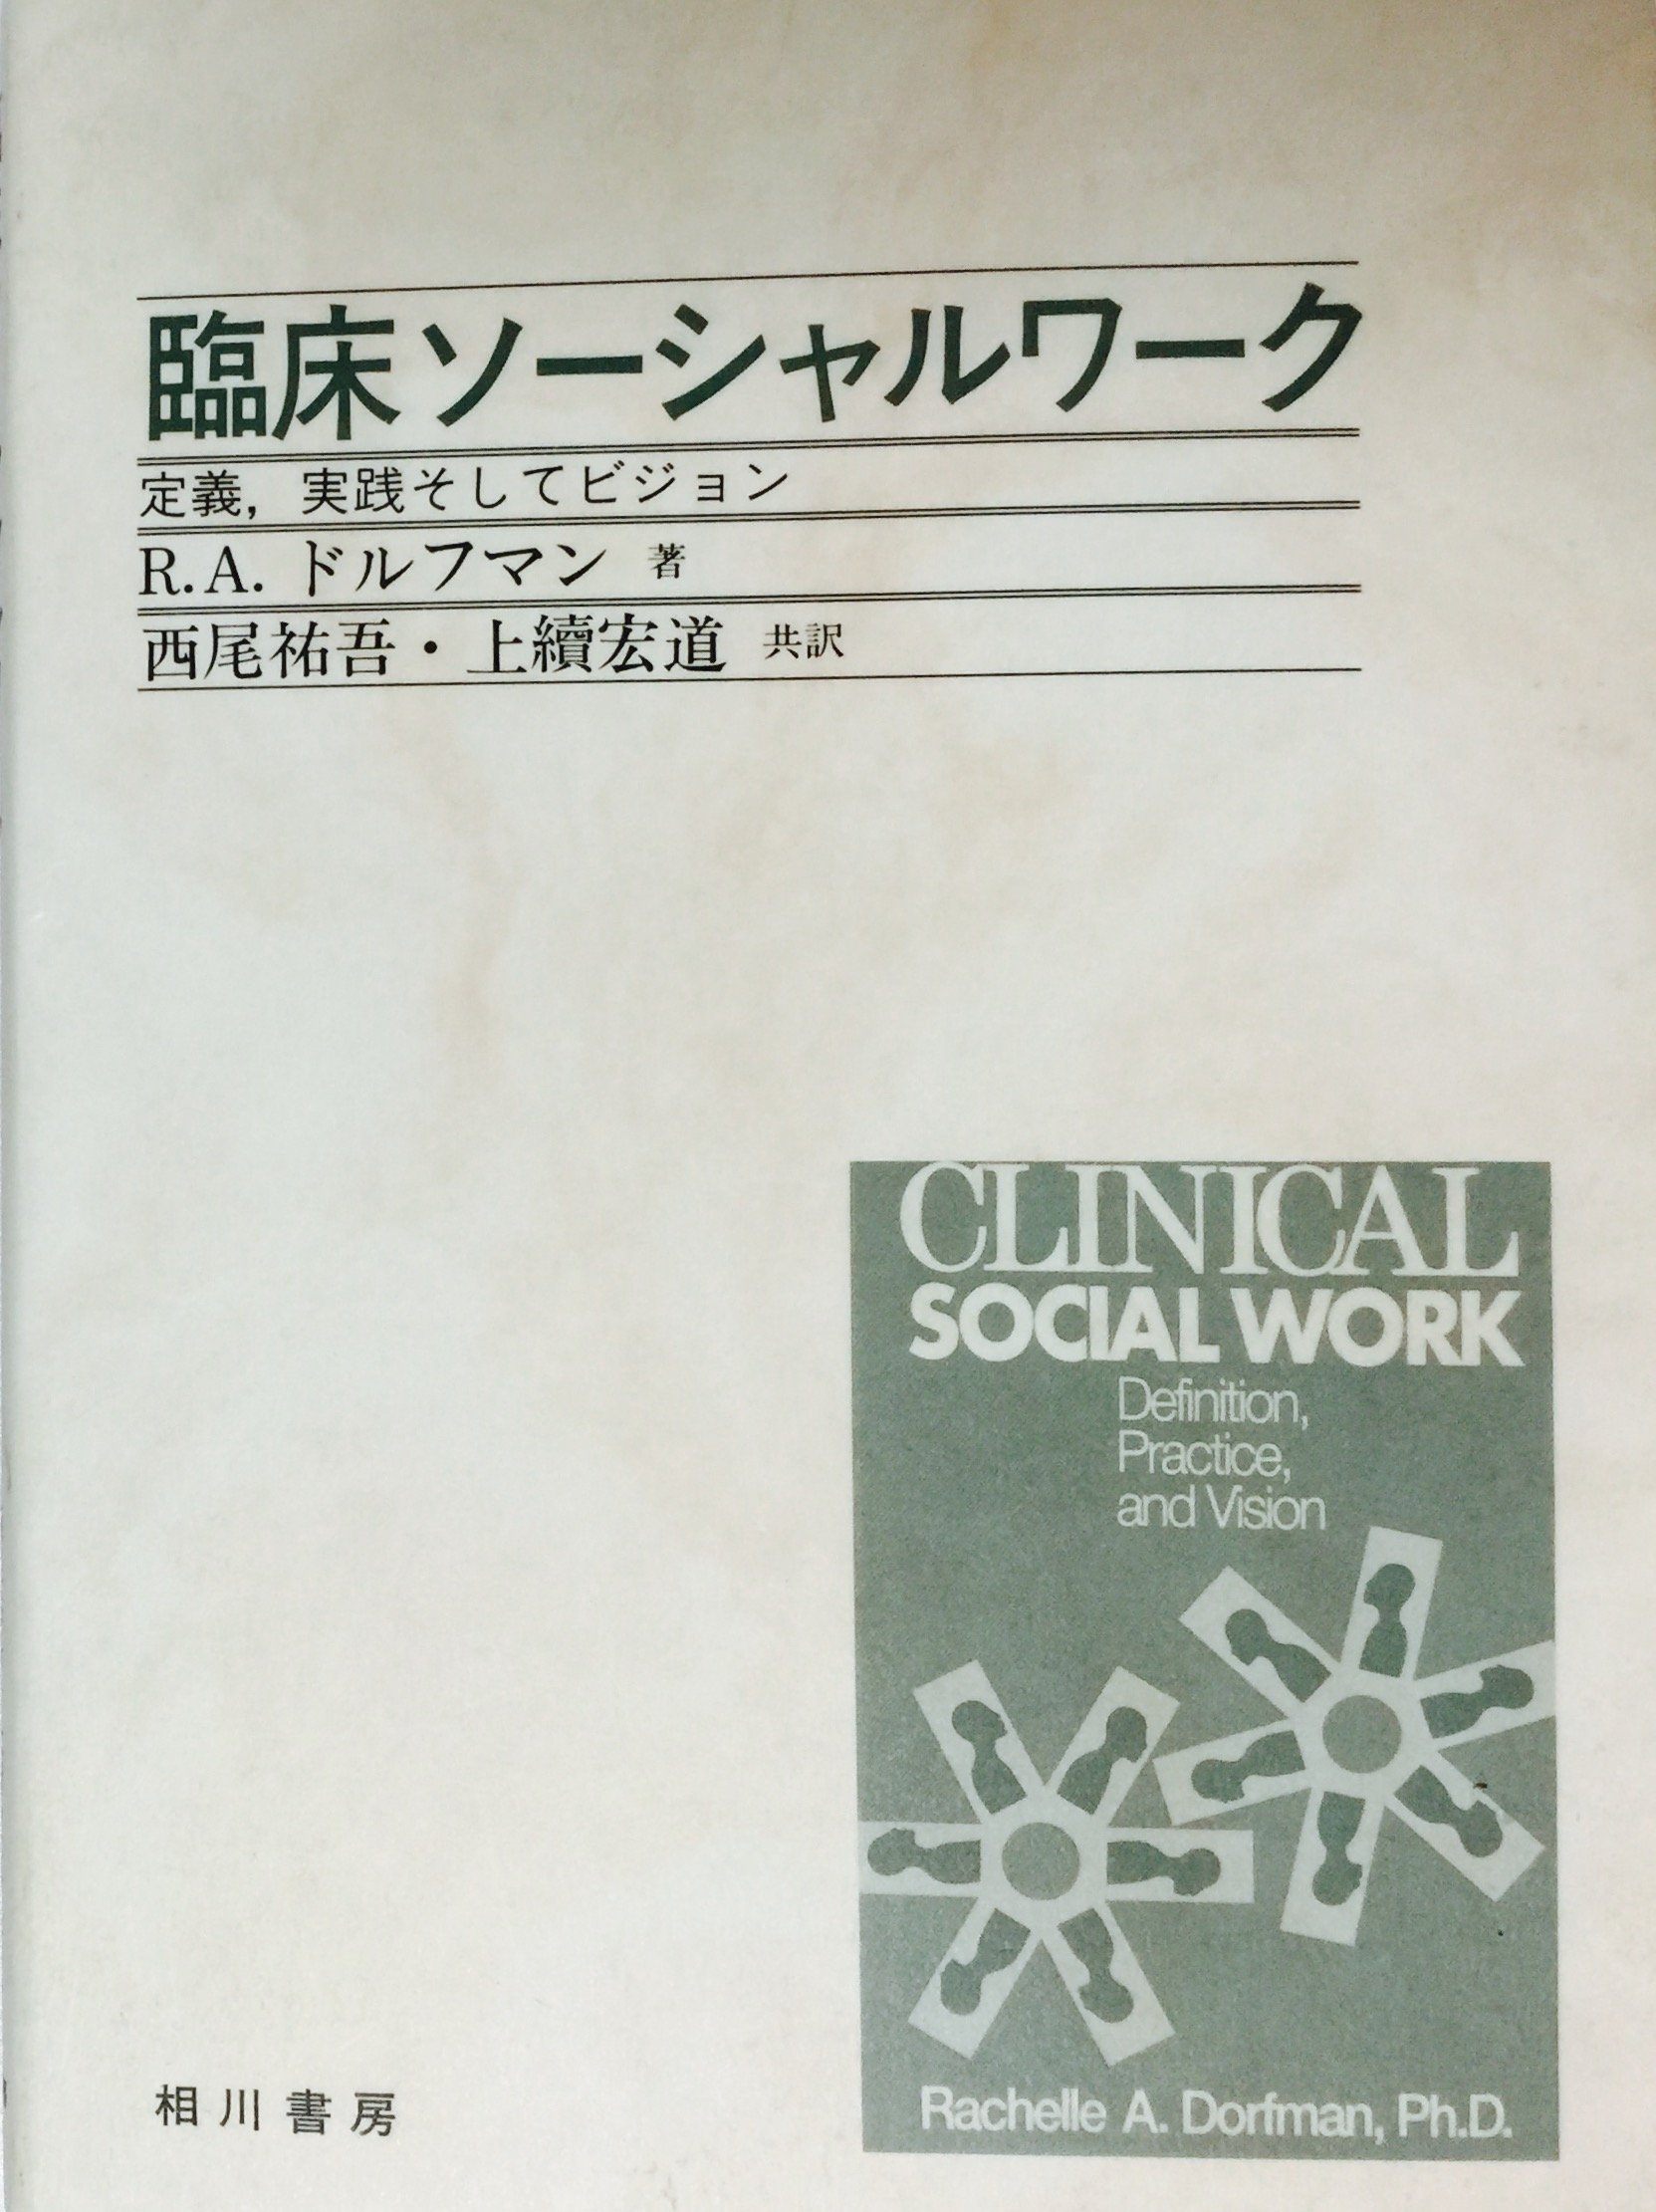 臨床ソーシャルワーク
定義，実践そしてビジョン
R.A. ドルフマン 著
西尾祐吾・上續宏道 共訳
CLINICAL
SOCIAL WORK
Definition,
Practice,
and Vision
Rachelle A. Dorfman, Ph.D.
相川書房